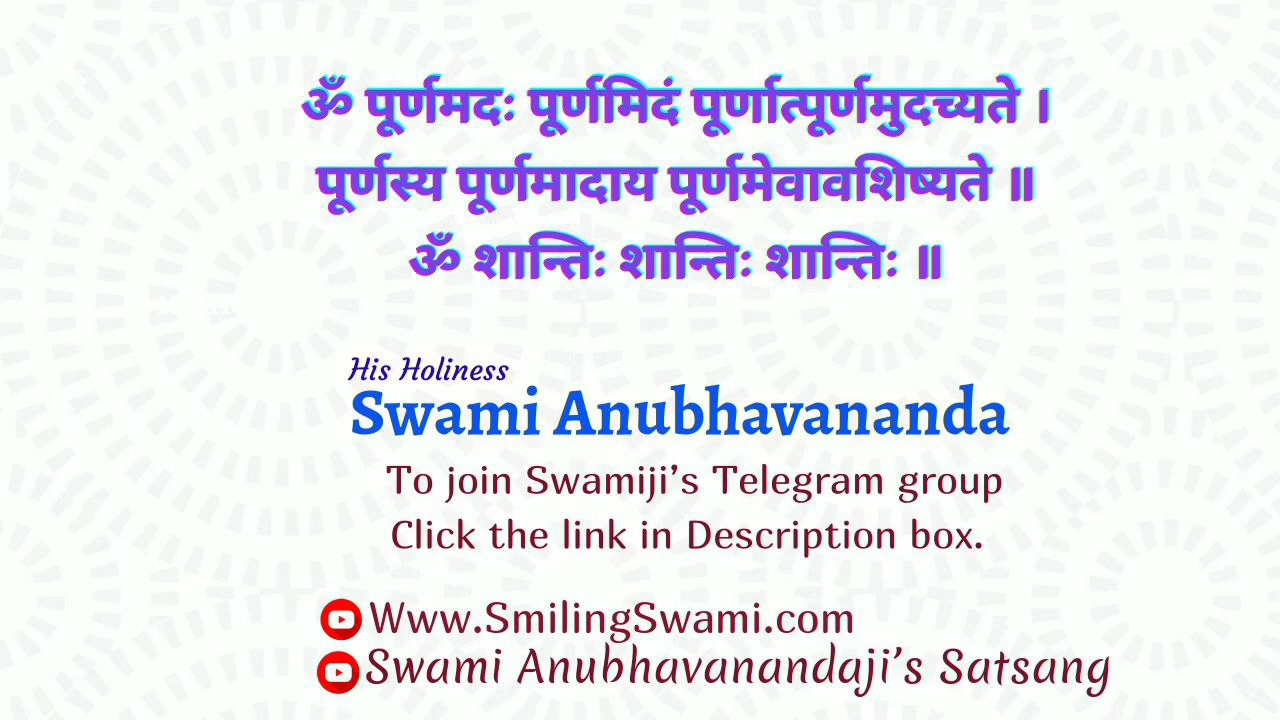 ॐ पूर्णमदः पूर्णमिदं पूर्णात्पूर्णमुदच्यते ।
पूर्णस्य पूर्णमादाय पूर्णमेवावशिष्यते ॥
ॐ शान्तिः शान्तिः शान्तिः ॥
His Holiness
Swami Anubhavananda
To join Swamiji’s Telegram group
Click the link in Description box.
Www.SmilingSwami.com
Swami Anubhavanandaji’s Satsang